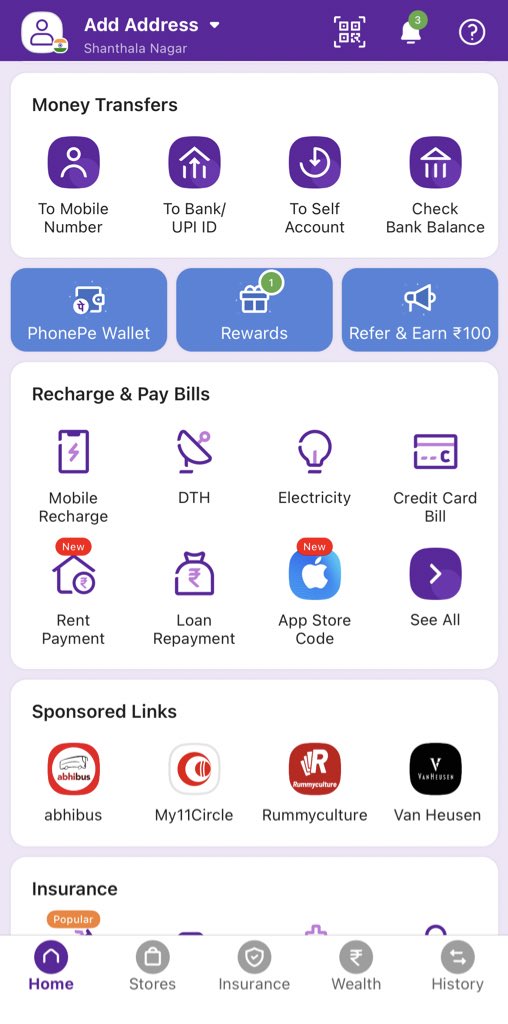 Add Address
3
Shanthala Nagar
Money Transfers
To Mobile
Number
To Bank/
UPI ID
To Self
Account
Check
Bank Balance
पे
PhonePe Wallet
1
Rewards
Refer & Earn ₹100
Recharge & Pay Bills
Mobile
Recharge
DTH
Electricity
C
Credit Card
Bill
New
₹
Rent
Payment
₹
Loan
Repayment
New
App Store
Code
See All
Sponsored Links
abhibus
abhibus
My11Circle
R
Rummyculture
Rummyculture
V
VAN HEUSEN
Van Heusen
Insurance
Popular
Home
Stores
Insurance
₹
Wealth
History